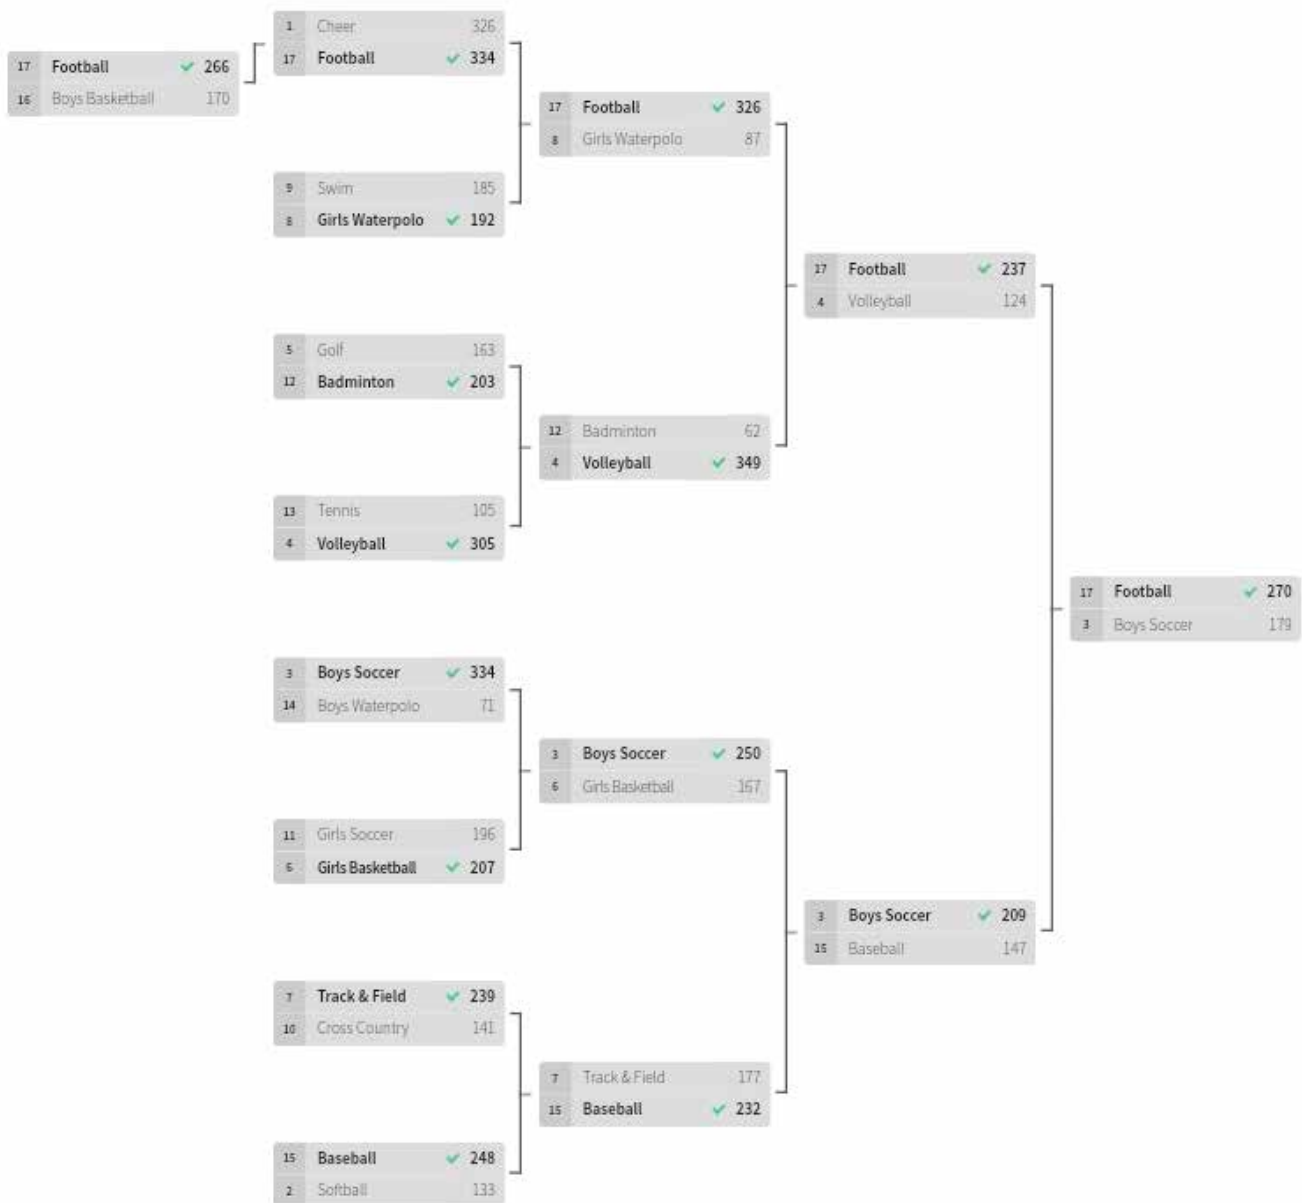 17 Football 266
16 Boys Basketball 170
1 Cheer 326
17 Football 334
9 Swim 185
8 Girls Waterpolo 192
5 Golf 163
12 Badminton 203
13 Tennis 105
4 Volleyball 305
3 Boys Soccer 334
14 Boys Waterpolo 71
11 Girls Soccer 196
6 Girls Basketball 207
7 Track & Field 239
10 Cross Country 141
15 Baseball 248
2 Softball 133
17 Football 326
8 Girls Waterpolo 87
12 Badminton 62
4 Volleyball 349
3 Boys Soccer 250
6 Girls Basketball 167
7 Track & Field 177
15 Baseball 232
17 Football 237
4 Volleyball 124
3 Boys Soccer 209
15 Baseball 147
17 Football 270
3 Boys Soccer 179